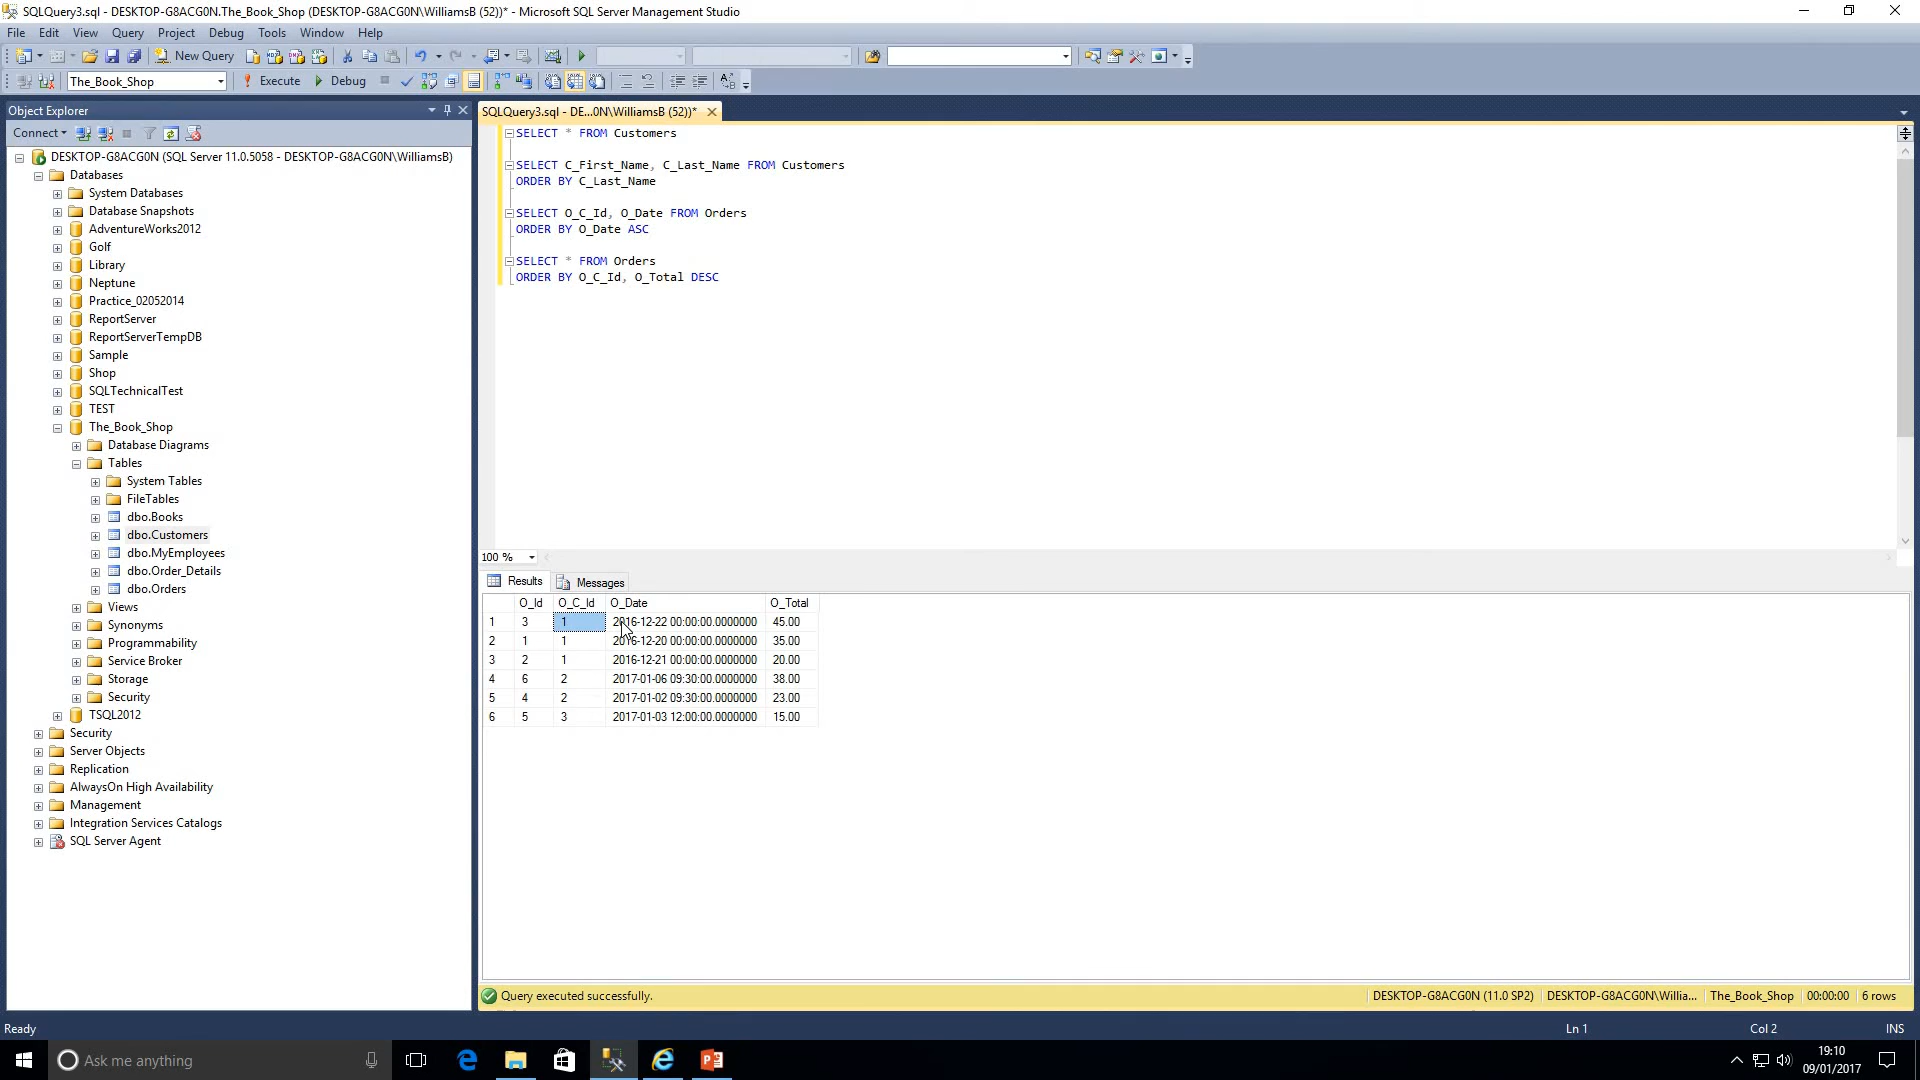 SQLQuery3.sql - DESKTOP-G8ACG0N.The_Book_Shop (DESKTOP-G8ACG0N\WilliamsB (52))* - Microsoft SQL Server Management Studio
File Edit View Query Project Debug Tools Window Help
New Query
The_Book_Shop Execute Debug
Object Explorer
Connect
DESKTOP-G8ACG0N (SQL Server 11.0.5058 - DESKTOP-G8ACG0N\WilliamsB)
Databases
System Databases
Database Snapshots
AdventureWorks2012
Golf
Library
Neptune
Practice_02052014
ReportServer
ReportServerTempDB
Sample
Shop
SQLTechnicalTest
TEST
The_Book_Shop
Database Diagrams
Tables
System Tables
FileTables
dbo.Books
dbo.Customers
dbo.MyEmployees
dbo.Order_Details
dbo.Orders
Views
Synonyms
Programmability
Service Broker
Storage
Security
TSQL2012
Security
Server Objects
Replication
AlwaysOn High Availability
Management
Integration Services Catalogs
SQL Server Agent
SQLQuery3.sql - DE...0N\WilliamsB (52))*
SELECT * FROM Customers
SELECT C_First_Name, C_Last_Name FROM Customers
ORDER BY C_Last_Name
SELECT O_C_Id, O_Date FROM Orders
ORDER BY O_Date ASC
SELECT * FROM Orders
ORDER BY O_C_Id, O_Total DESC
100 %
Results Messages
O_Id O_C_Id O_Date O_Total
1 3 1 2016-12-22 00:00:00.0000000 45.00
2 1 1 2016-12-20 00:00:00.0000000 35.00
3 2 1 2016-12-21 00:00:00.0000000 20.00
4 6 2 2017-01-06 09:30:00.0000000 38.00
5 4 2 2017-01-02 09:30:00.0000000 23.00
6 5 3 2017-01-03 12:00:00.0000000 15.00
Query executed successfully. DESKTOP-G8ACG0N (11.0 SP2) DESKTOP-G8ACG0N\Willia... The_Book_Shop 00:00:00 6 rows
Ready Ln 1 Col 2 INS
Ask me anything
19:10
09/01/2017